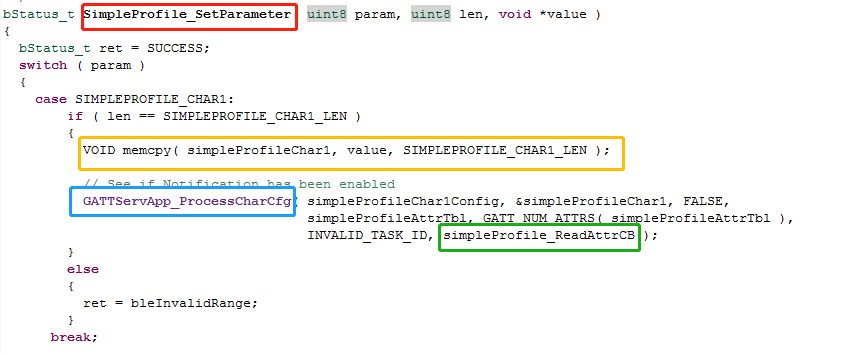 bStatus_t SimpleProfile_SetParameter uint8 param, uint8 len, void *value )
{
bStatus_t ret = SUCCESS;
switch ( param )
{
case SIMPLEPROFILE_CHAR1:
if ( len == SIMPLEPROFILE_CHAR1_LEN )
{
VOID memcpy( simpleProfileChar1, value, SIMPLEPROFILE_CHAR1_LEN );
// See if Notification has been enabled
GATTServApp_ProcessCharCfg( simpleProfileChar1Config, &simpleProfileChar1, FALSE,
simpleProfileAttrTbl, GATT_NUM_ATTRS( simpleProfileAttrTbl ),
INVALID_TASK_ID, simpleProfile_ReadAttrCB );
}
else
{
ret = bleInvalidRange;
}
break;